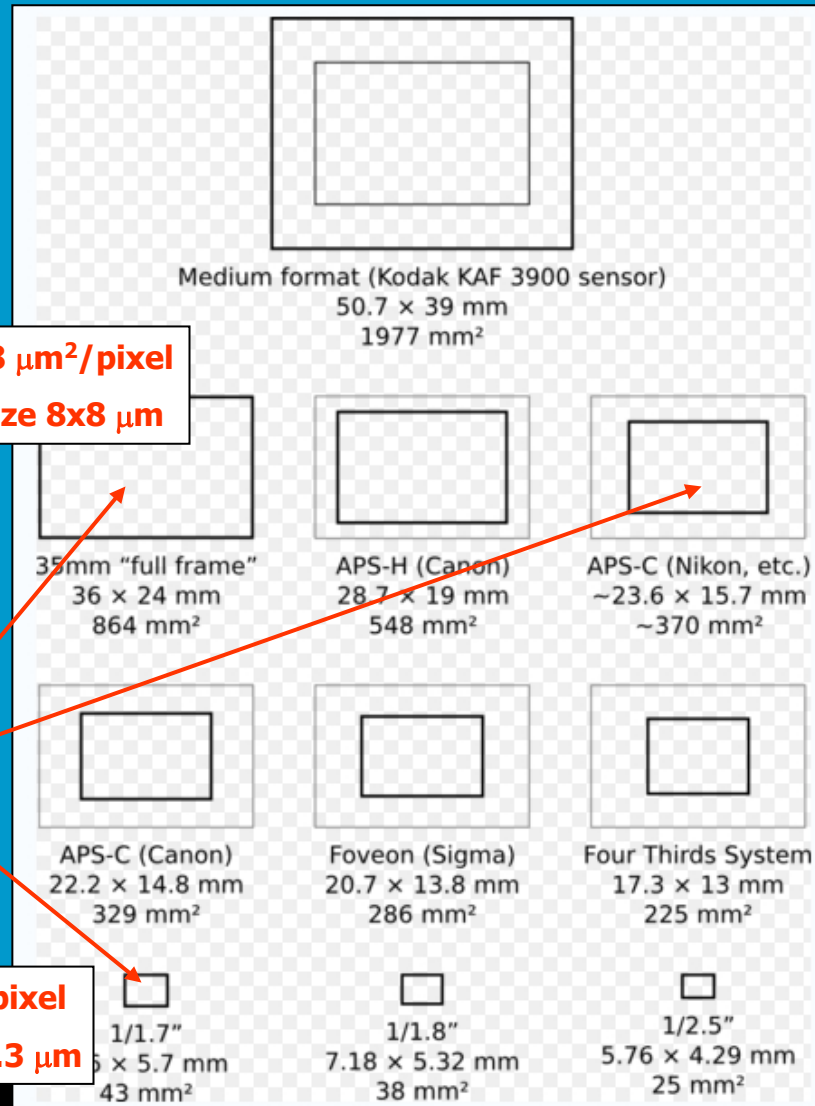 Medium format (Kodak KAF 3900 sensor)
50.7 × 39 mm
1977 mm²
μm²/pixel
8x8 μm
35mm “full frame”
36 × 24 mm
864 mm²
APS-H (Canon)
28.7 × 19 mm
548 mm²
APS-C (Nikon, etc.)
~23.6 × 15.7 mm
~370 mm²
APS-C (Canon)
22.2 × 14.8 mm
329 mm²
Foveon (Sigma)
20.7 × 13.8 mm
286 mm²
Four Thirds System
17.3 × 13 mm
225 mm²
pixel
μm
1/1.7”
× 5.7 mm
43 mm²
1/1.8”
7.18 × 5.32 mm
38 mm²
1/2.5”
5.76 × 4.29 mm
25 mm²